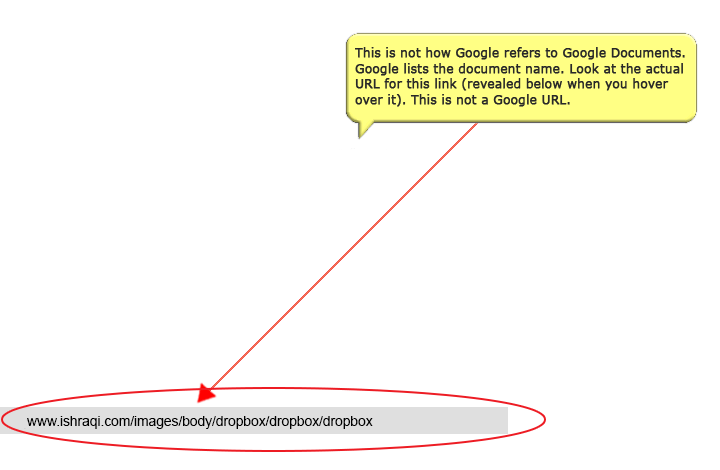 This is not how Google refers to Google Documents.
Google lists the document name. Look at the actual
URL for this link (revealed below when you hover
over it). This is not a Google URL.
www.ishraqi.com/images/body/dropbox/dropbox/dropbox